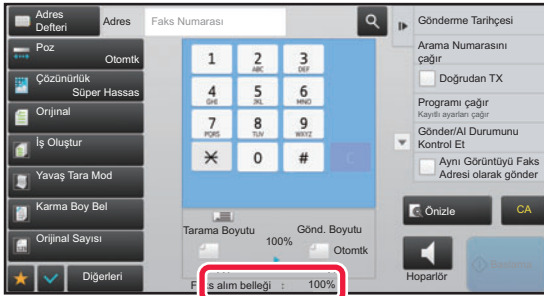 Adres
Defteri
Adres
Faks Numarası
Poz
Otomtk
Çözünürlük
Süper Hassas
Orijinal
İş Oluştur
Yavaş Tara Mod
Karma Boy Bel
Orijinal Sayısı
Diğerleri
1
2
ABC
3
DEF
4
GHI
5
JKL
6
MNO
7
PQRS
8
TUV
9
WXYZ
0
#
C
Tarama Boyutu
100%
Gönd. Boyutu
Otomtk
Faks alım belleği : 100%
Gönderme Tarihçesi
Arama Numarasını
çağır
Doğrudan TX
Programı çağır
Kayıtlı ayarları çağır
Gönder/Al Durumunu
Kontrol Et
Aynı Görüntüyü Faks
Adresi olarak gönder
Önizle
CA
Hoparlör